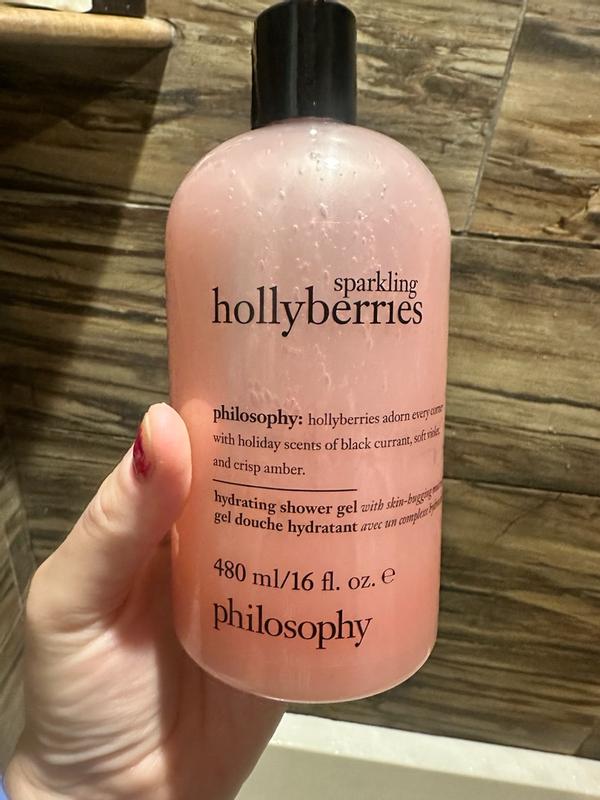 sparkling
hollyberries
philosophy: hollyberries adorn every corner
with holiday scents of black currant, soft violet,
and crisp amber.
hydrating shower gel with skin-hugging
gel douche hydratant avec un complexe
480 ml/16 fl. oz. ℮
philosophy